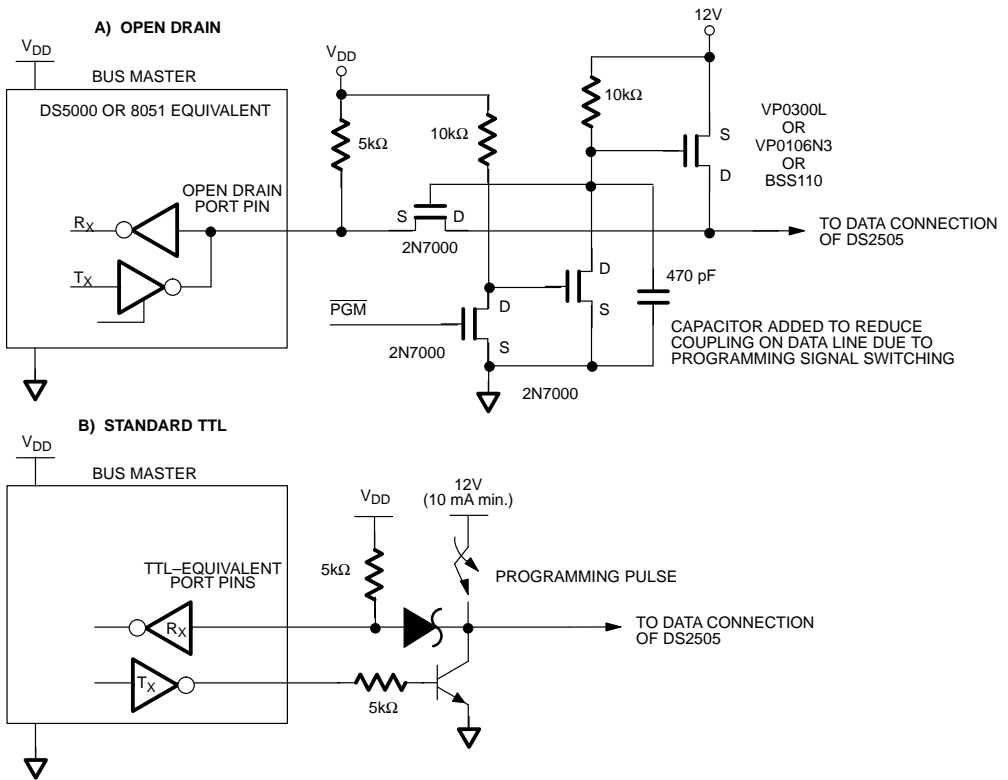 A) OPEN DRAIN
VDD
BUS MASTER
DS5000 OR 8051 EQUIVALENT
OPEN DRAIN
PORT PIN
RX
TX
VDD
5kΩ
10kΩ
S
D
2N7000
PGM
2N7000
D
S
12V
10kΩ
S
D
VP0300L
OR
VP0106N3
OR
BSS110
TO DATA CONNECTION
OF DS2505
D
S
470 pF
CAPACITOR ADDED TO REDUCE
COUPLING ON DATA LINE DUE TO
PROGRAMMING SIGNAL SWITCHING
2N7000
B) STANDARD TTL
VDD
BUS MASTER
TTL–EQUIVALENT
PORT PINS
RX
TX
VDD
5kΩ
12V
(10 mA min.)
PROGRAMMING PULSE
TO DATA CONNECTION
OF DS2505
5kΩ